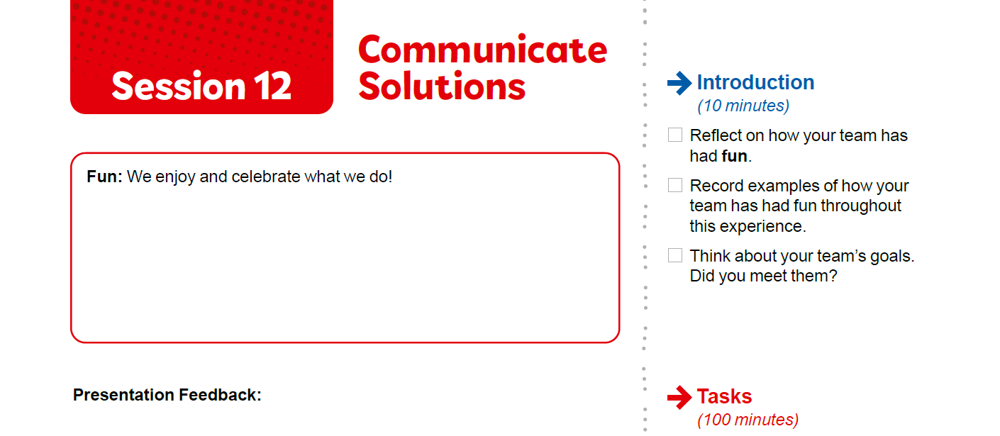 Session 12
Communicate
Solutions
Fun: We enjoy and celebrate what we do!
Presentation Feedback:
Introduction
(10 minutes)
Reflect on how your team has
had fun.
Record examples of how your
team has had fun throughout
this experience.
Think about your team’s goals.
Did you meet them?
Tasks
(100 minutes)